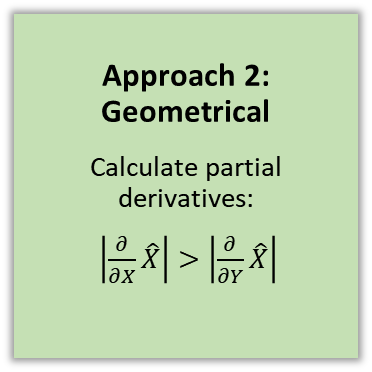 Approach 2:
Geometrical
Calculate partial
derivatives:
|∂/∂X X̂| > |∂/∂Y X̂|